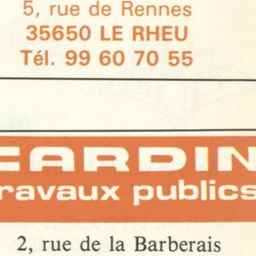 5, rue de Rennes
35650 LE RHEU
Tél. 99 60 70 55
CARDIN
ravaux publics
2, rue de la Barberais